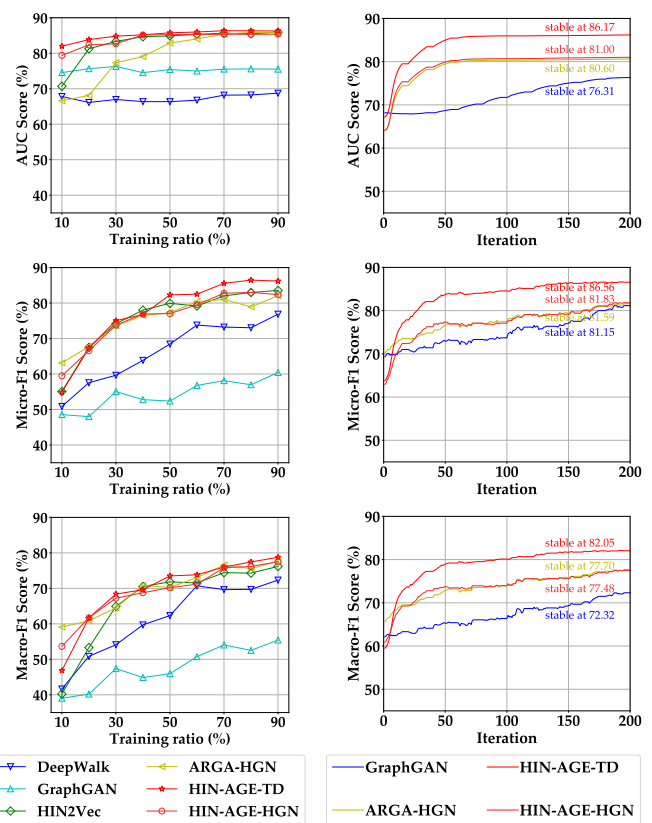 AUC Score (%)
90
80
70
60
50
40
10 30 50 70 90
Training ratio (%)
AUC Score (%)
90
80
70
60
50
stable at 86.17
stable at 81.00
stable at 80.60
stable at 76.31
0 50 100 150 200
Iteration
Micro-F1 Score (%)
90
80
70
60
50
40
10 30 50 70 90
Training ratio (%)
Micro-F1 Score (%)
90
80
70
60
50
stable at 86.56
stable at 81.83
stable at 81.59
stable at 81.15
0 50 100 150 200
Iteration
Macro-F1 Score (%)
90
80
70
60
50
40
10 30 50 70 90
Training ratio (%)
Macro-F1 Score (%)
90
80
70
60
50
stable at 82.05
stable at 77.70
stable at 77.48
stable at 72.32
0 50 100 150 200
Iteration
DeepWalk ARGA-HGN
GraphGAN HIN-AGE-TD
HIN2Vec HIN-AGE-HGN
GraphGAN HIN-AGE-TD
ARGA-HGN HIN-AGE-HGN